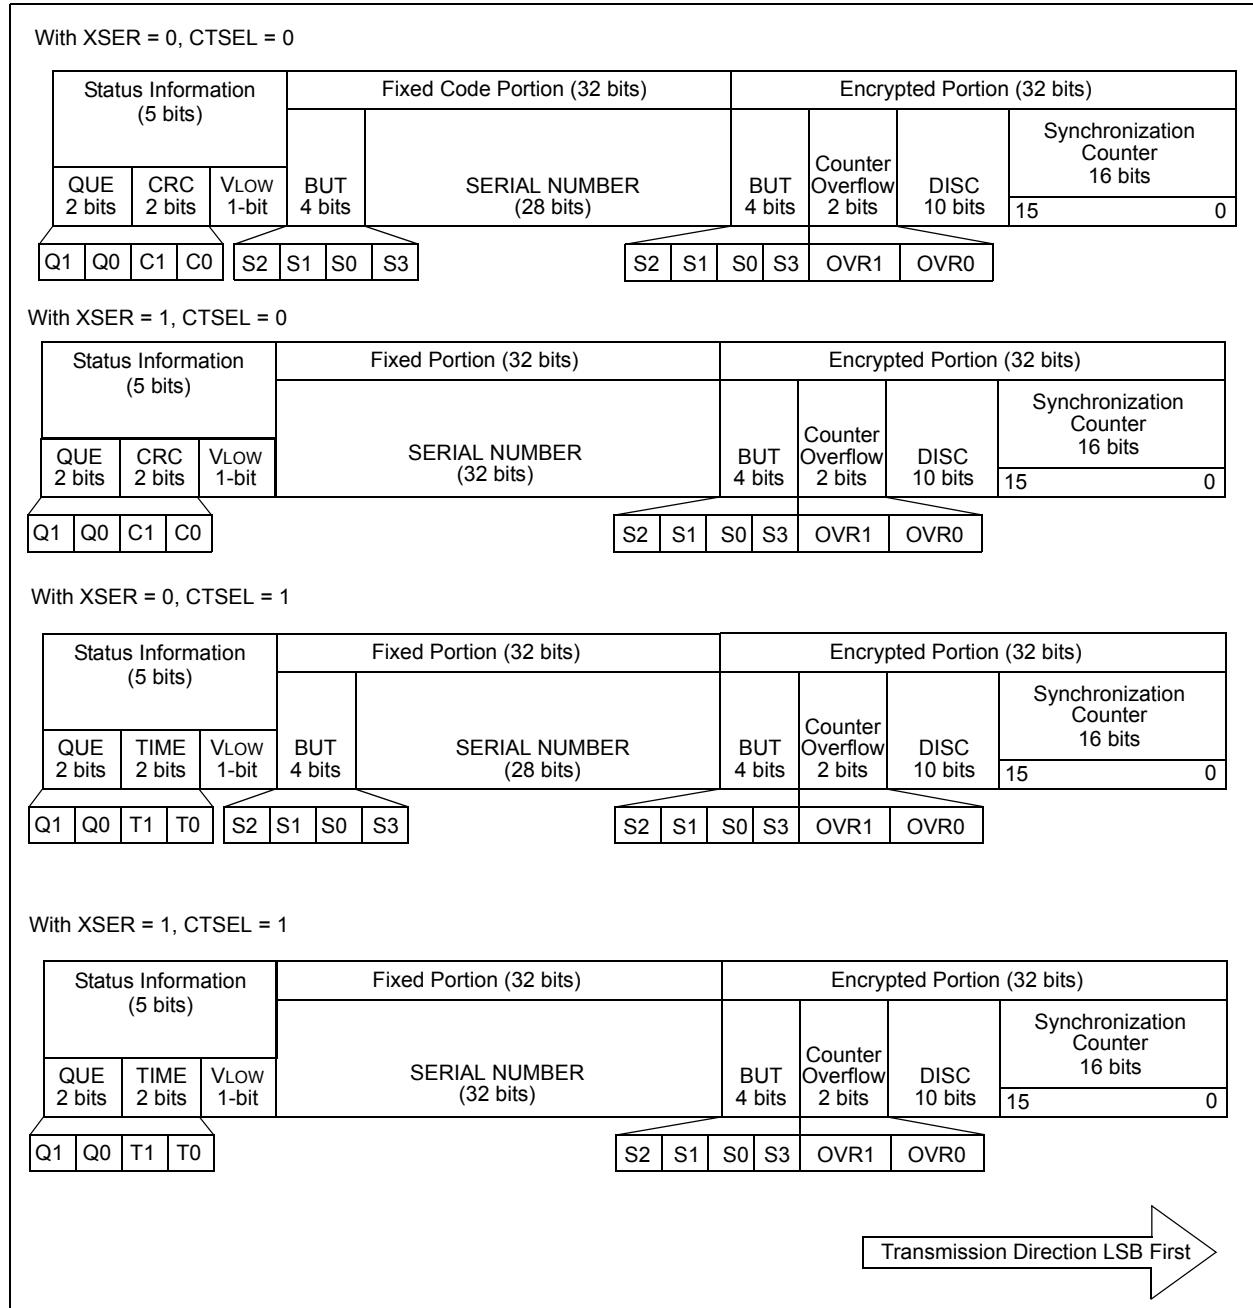 With XSER = 0, CTSEL = 0
Status Information
(5 bits)
Fixed Code Portion (32 bits)
Encrypted Portion (32 bits)
QUE
2 bits
CRC
2 bits
VLOW
1-bit
BUT
4 bits
SERIAL NUMBER
(28 bits)
BUT
4 bits
Counter
Overflow
2 bits
DISC
10 bits
Synchronization
Counter
16 bits
15 0
Q1 Q0 C1 C0 S2 S1 S0 S3 S2 S1 S0 S3 OVR1 OVR0
With XSER = 1, CTSEL = 0
Status Information
(5 bits)
Fixed Portion (32 bits)
Encrypted Portion (32 bits)
QUE
2 bits
CRC
2 bits
VLOW
1-bit
SERIAL NUMBER
(32 bits)
BUT
4 bits
Counter
Overflow
2 bits
DISC
10 bits
Synchronization
Counter
16 bits
15 0
Q1 Q0 C1 C0 S2 S1 S0 S3 OVR1 OVR0
With XSER = 0, CTSEL = 1
Status Information
(5 bits)
Fixed Portion (32 bits)
Encrypted Portion (32 bits)
QUE
2 bits
TIME
2 bits
VLOW
1-bit
BUT
4 bits
SERIAL NUMBER
(28 bits)
BUT
4 bits
Counter
Overflow
2 bits
DISC
10 bits
Synchronization
Counter
16 bits
15 0
Q1 Q0 T1 T0 S2 S1 S0 S3 S2 S1 S0 S3 OVR1 OVR0
With XSER = 1, CTSEL = 1
Status Information
(5 bits)
Fixed Portion (32 bits)
Encrypted Portion (32 bits)
QUE
2 bits
TIME
2 bits
VLOW
1-bit
SERIAL NUMBER
(32 bits)
BUT
4 bits
Counter
Overflow
2 bits
DISC
10 bits
Synchronization
Counter
16 bits
15 0
Q1 Q0 T1 T0 S2 S1 S0 S3 OVR1 OVR0
Transmission Direction LSB First